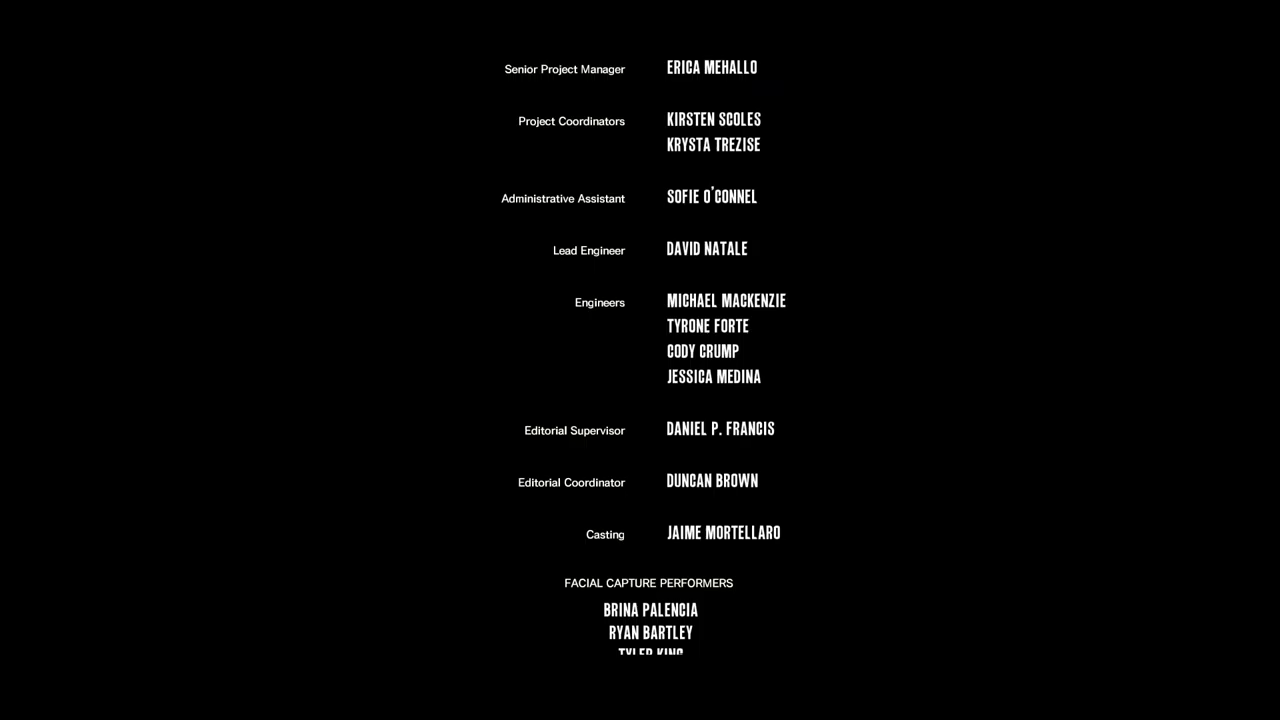 Senior Project Manager ERICA MEHALLO
Project Coordinators KIRSTEN SCOLES
KRYSTA TREZISE
Administrative Assistant SOFIE O'CONNEL
Lead Engineer DAVID NATALE
Engineers MICHAEL MACKENZIE
TYRONE FORTE
CODY CRUMP
JESSICA MEDINA
Editorial Supervisor DANIEL P. FRANCIS
Editorial Coordinator DUNCAN BROWN
Casting JAIME MORTELLARO
FACIAL CAPTURE PERFORMERS
BRINA PALENCIA
RYAN BARTLEY
TYLER KING